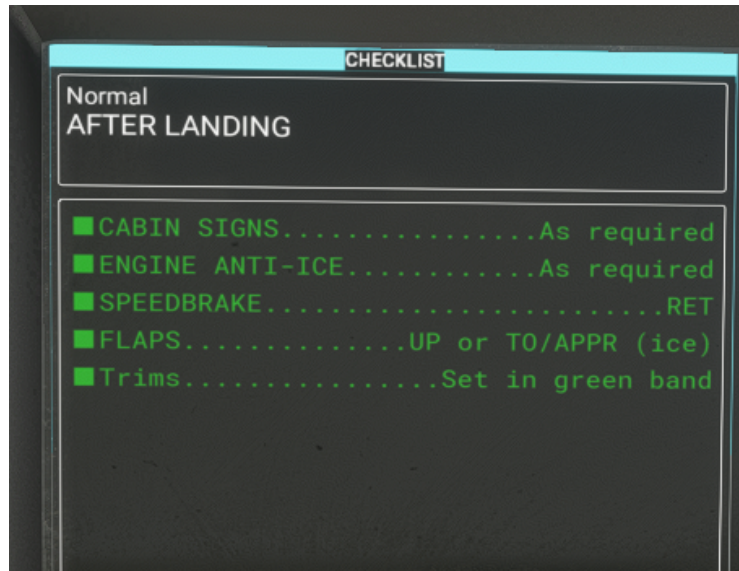 CHECKLIST
Normal
AFTER LANDING
CABIN SIGNS................As required
ENGINE ANTI-ICE............As required
SPEEDBRAKE.........................RET
FLAPS..............UP or TO/APPR (ice)
Trims................Set in green band